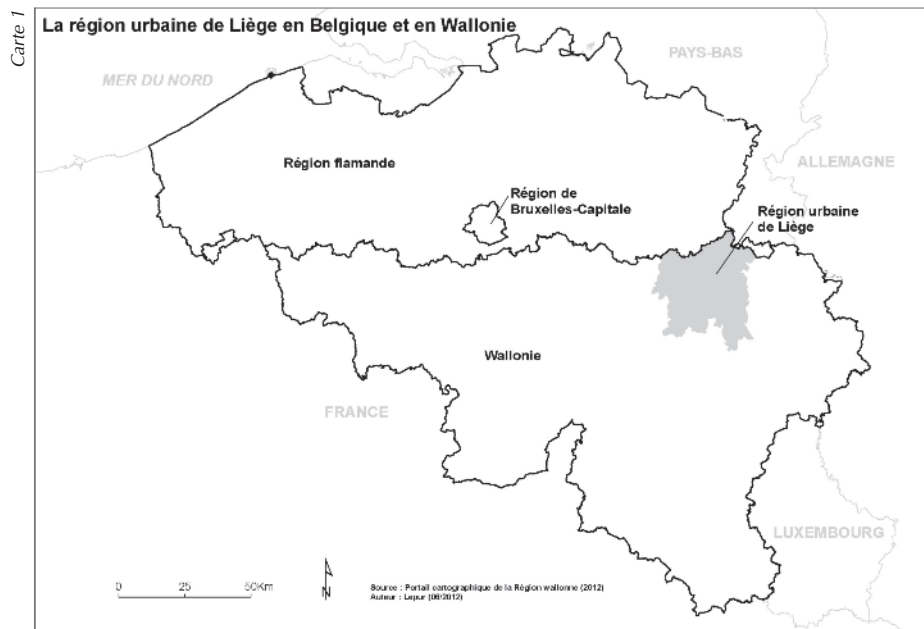 Carte 1
La région urbaine de Liège en Belgique et en Wallonie
PAYS-BAS
MER DU NORD
ALLEMAGNE
Région flamande
Région de
Bruxelles-Capitale
Région urbaine
de Liège
Wallonie
FRANCE
LUXEMBOURG
0 25 50Km
N
Source : Portail cartographique de la Région wallonne (2012)
Auteur : Lepur (06/2012)